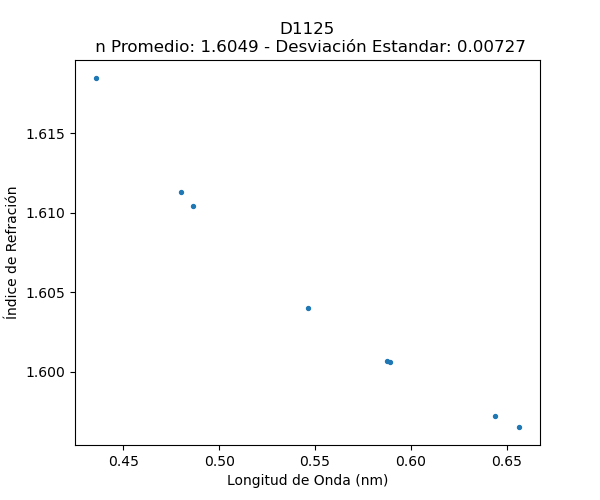 D1125
n Promedio: 1.6049 - Desviación Estandar: 0.00727
1.615
1.610
1.605
1.600
Índice de Refración
0.45
0.50
0.55
0.60
0.65
Longitud de Onda (nm)